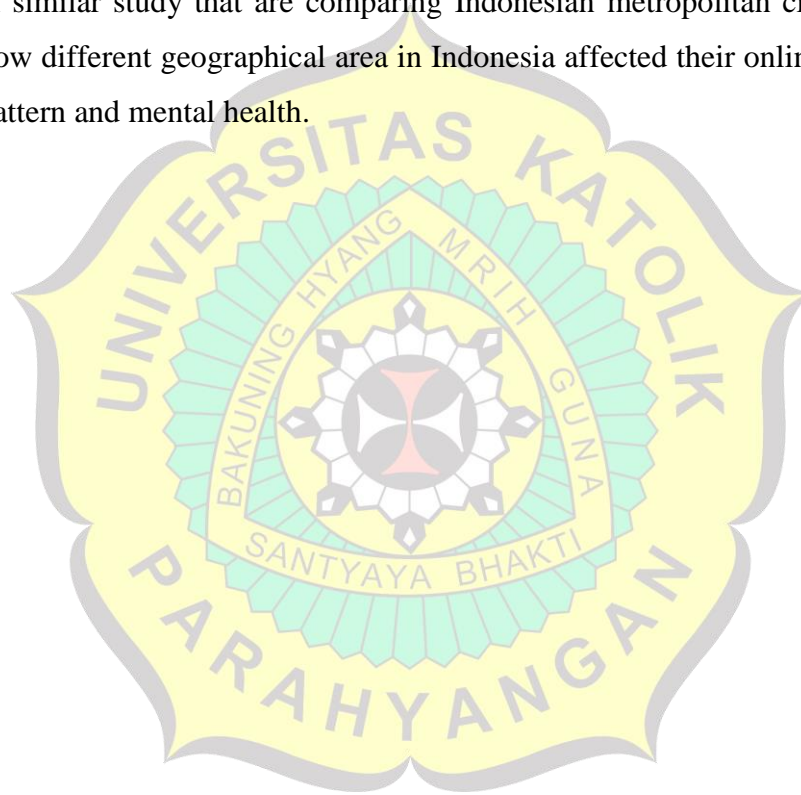 similar study that are comparing Indonesian metropolitan
different geographical area in Indonesia affected their
and mental health.
UNIVERSITAS KATOLIK
BAKUNING HYANG MRIH GUNA
SANTYAYA BHAKTI
PARAHYANGAN